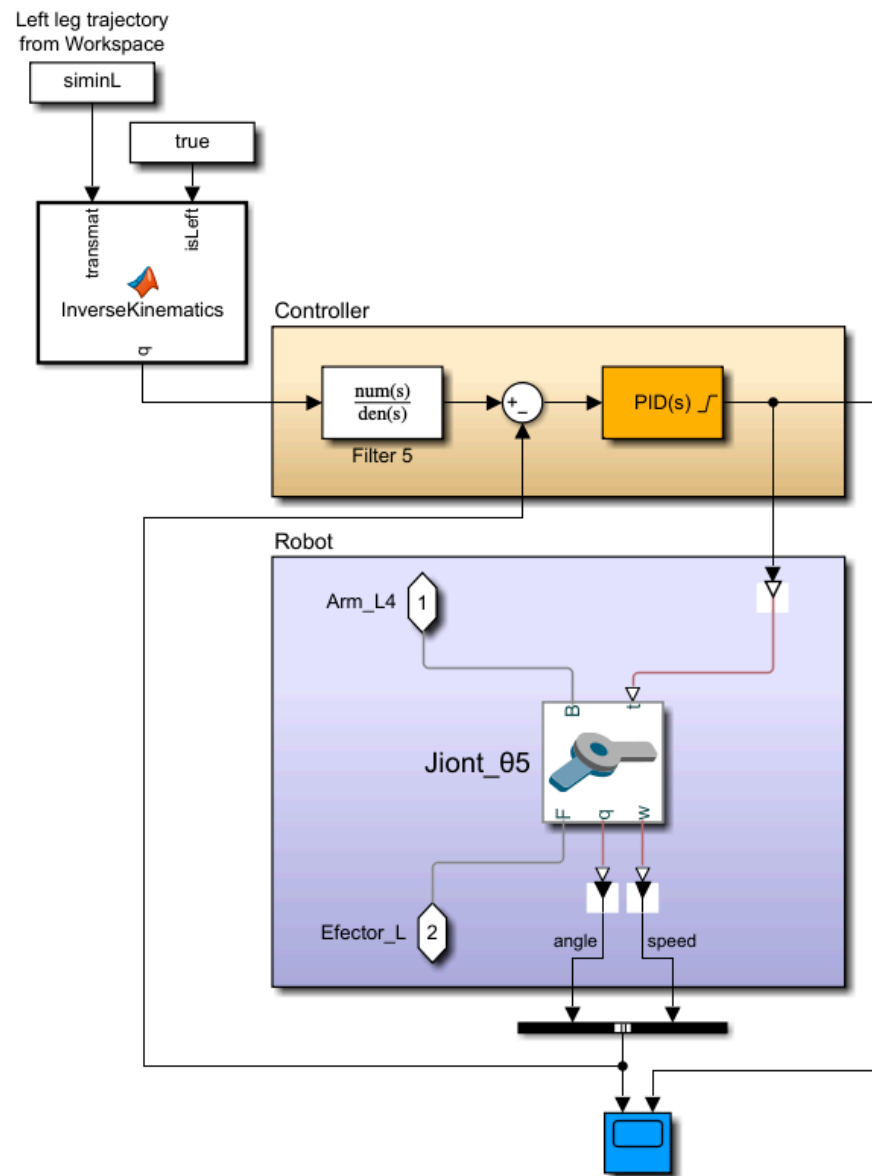 Left leg trajectory
from Workspace
siminL
true
transmat
isLeft
InverseKinematics
q
Controller
num(s)
den(s)
+
−
PID(s)
Filter 5
Robot
Arm_L4
1
B
t
Jiont_θ5
F
q
w
Efector_L
2
angle
speed